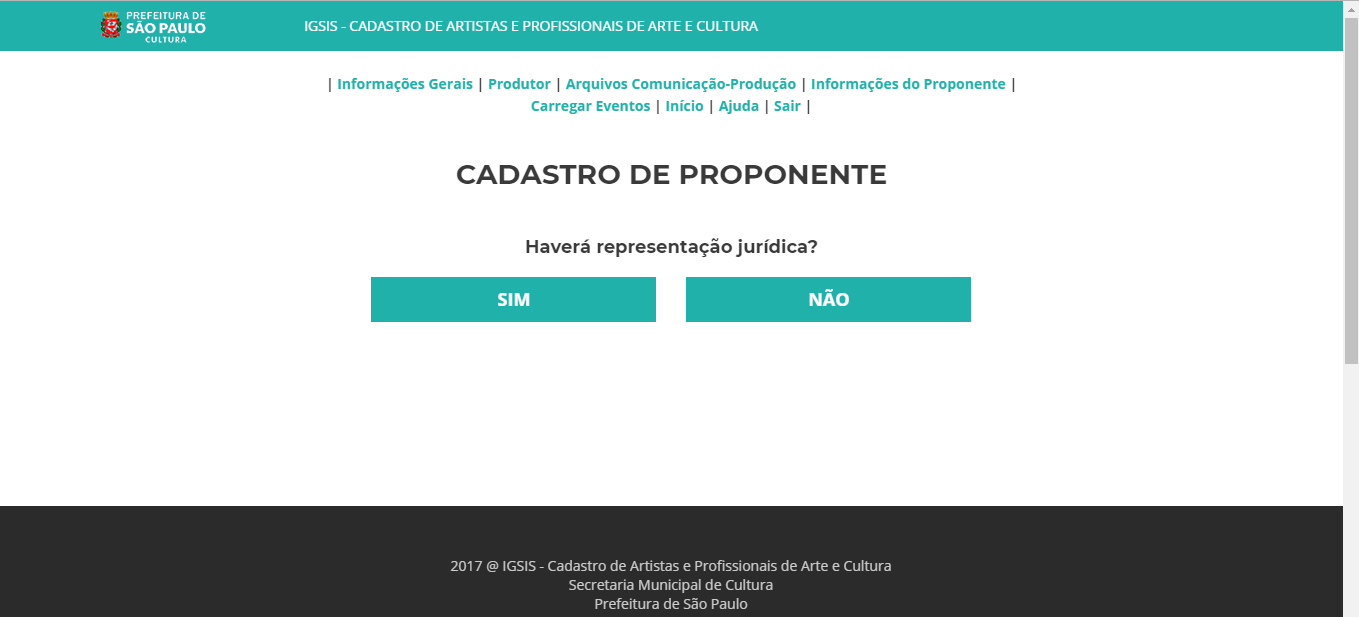 PREFEITURA DE
SÃO PAULO
CULTURA
IGSIS - CADASTRO DE ARTISTAS E PROFISSIONAIS DE ARTE E CULTURA
| Informações Gerais | Produtor | Arquivos Comunicação-Produção | Informações do Proponente |
Carregar Eventos | Início | Ajuda | Sair |
CADASTRO DE PROPONENTE
Haverá representação jurídica?
SIM
NÃO
2017 @ IGSIS - Cadastro de Artistas e Profissionais de Arte e Cultura
Secretaria Municipal de Cultura
Prefeitura de São Paulo